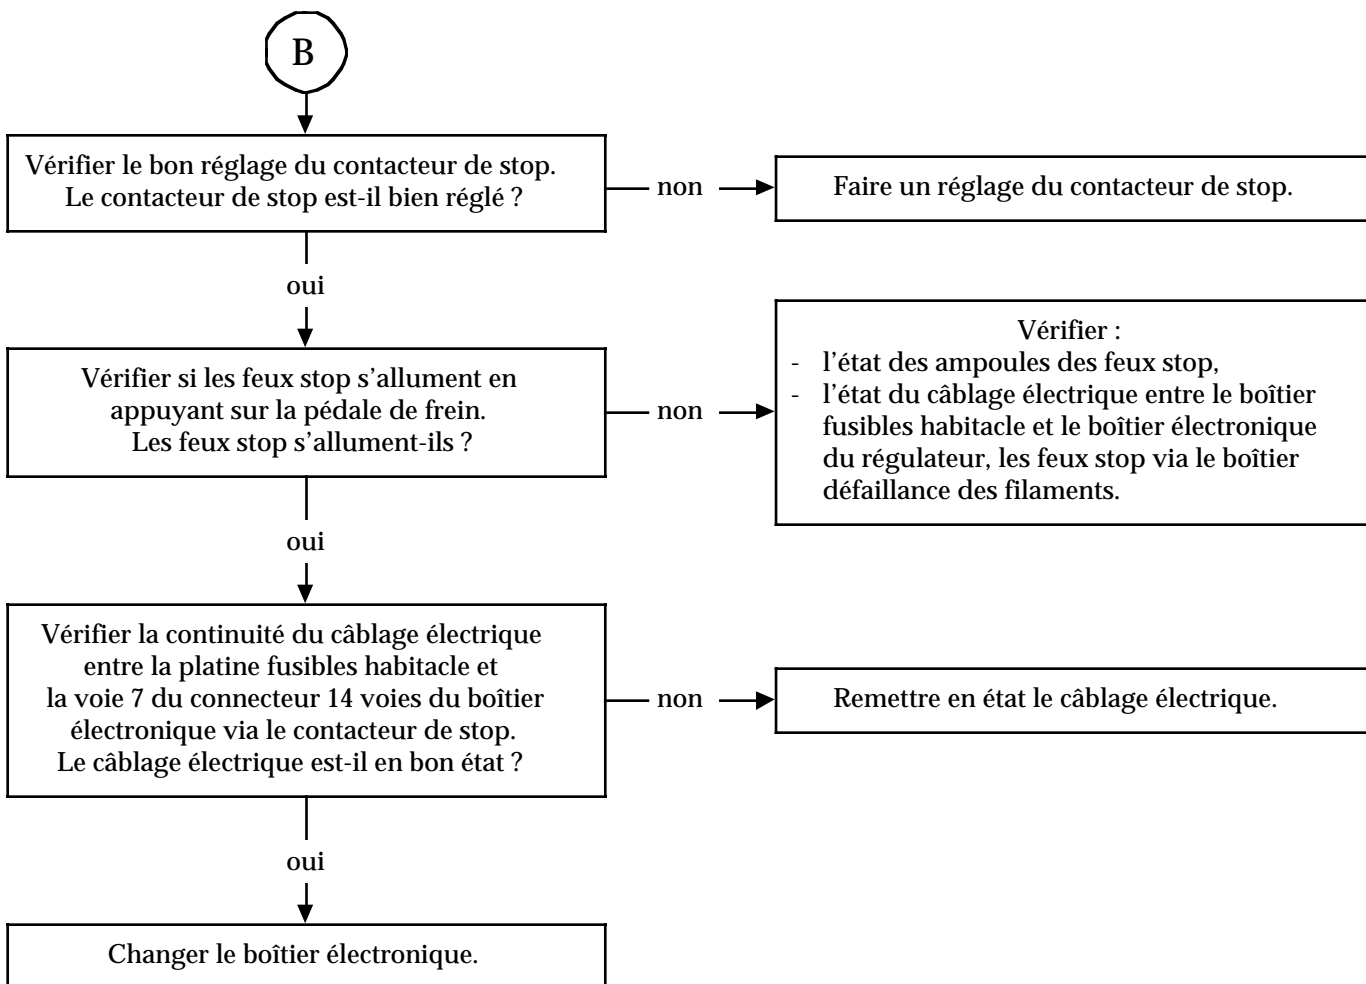 B
Vérifier le bon réglage du contacteur de stop.
Le contacteur de stop est-il bien réglé ?
non
Faire un réglage du contacteur de stop.
oui
Vérifier si les feux stop s'allument en
appuyant sur la pédale de frein.
Les feux stop s'allument-ils ?
non
Vérifier :
- l'état des ampoules des feux stop,
- l'état du câblage électrique entre le boîtier
fusibles habitacle et le boîtier électronique
du régulateur, les feux stop via le boîtier
défaillance des filaments.
oui
Vérifier la continuité du câblage électrique
entre la platine fusibles habitacle et
la voie 7 du connecteur 14 voies du boîtier
électronique via le contacteur de stop.
Le câblage électrique est-il en bon état ?
non
Remettre en état le câblage électrique.
oui
Changer le boîtier électronique.